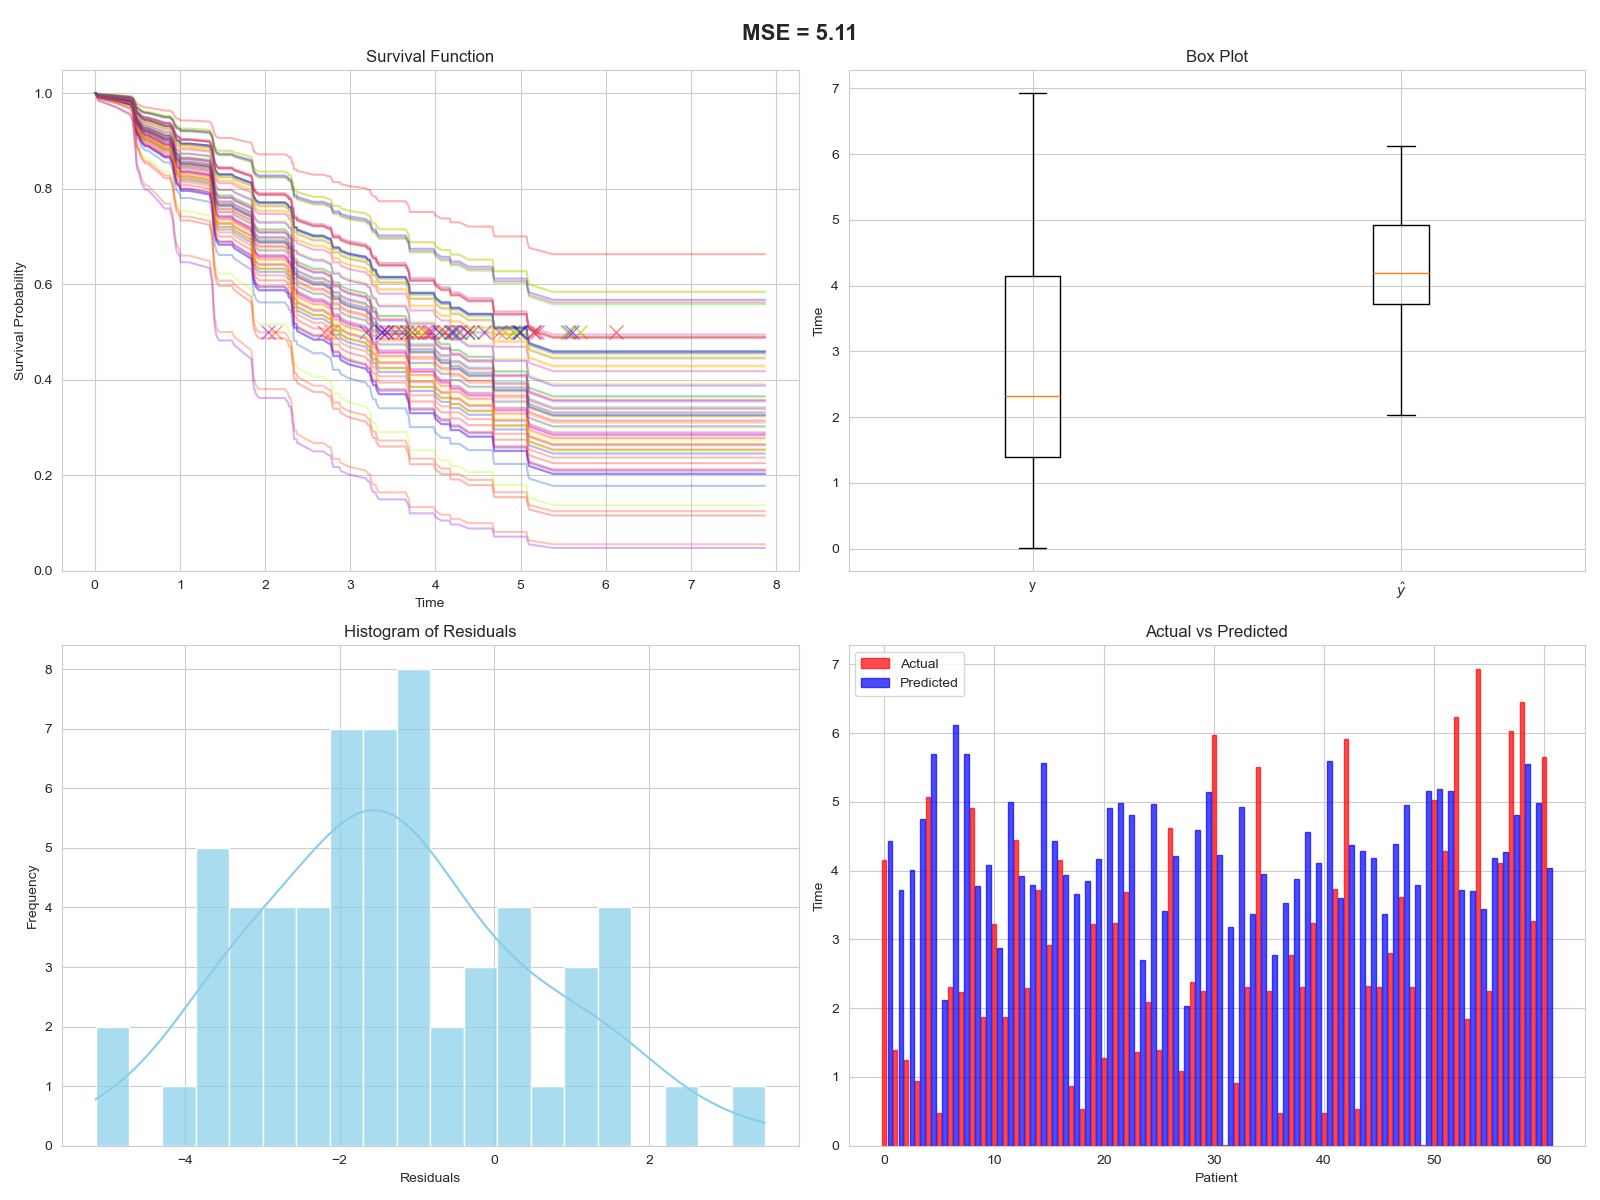 MSE = 5.11
Survival Function
1.0
0.8
0.6
0.4
0.2
0.0
Survival Probability
0 1 2 3 4 5 6 7 8
Time
Box Plot
7
6
5
4
3
2
1
0
Time
y ŷ
Histogram of Residuals
8
7
6
5
4
3
2
1
0
Frequency
−4 −2 0 2
Residuals
Actual vs Predicted
Actual
Predicted
7
6
5
4
3
2
1
0
Time
0 10 20 30 40 50 60
Patient